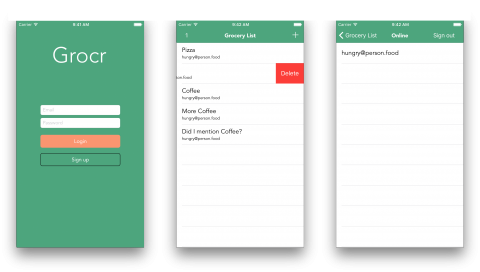 Carrier 9:41 AM
Grocr
Email
Password
Login
Sign up
Carrier 9:42 AM
1 Grocery List +
Pizza
hungry@person.food
son.food
Delete
Coffee
hungry@person.food
More Coffee
hungry@person.food
Did I mention Coffee?
hungry@person.food
Carrier 9:42 AM
Grocery List Online Sign out
hungry@person.food